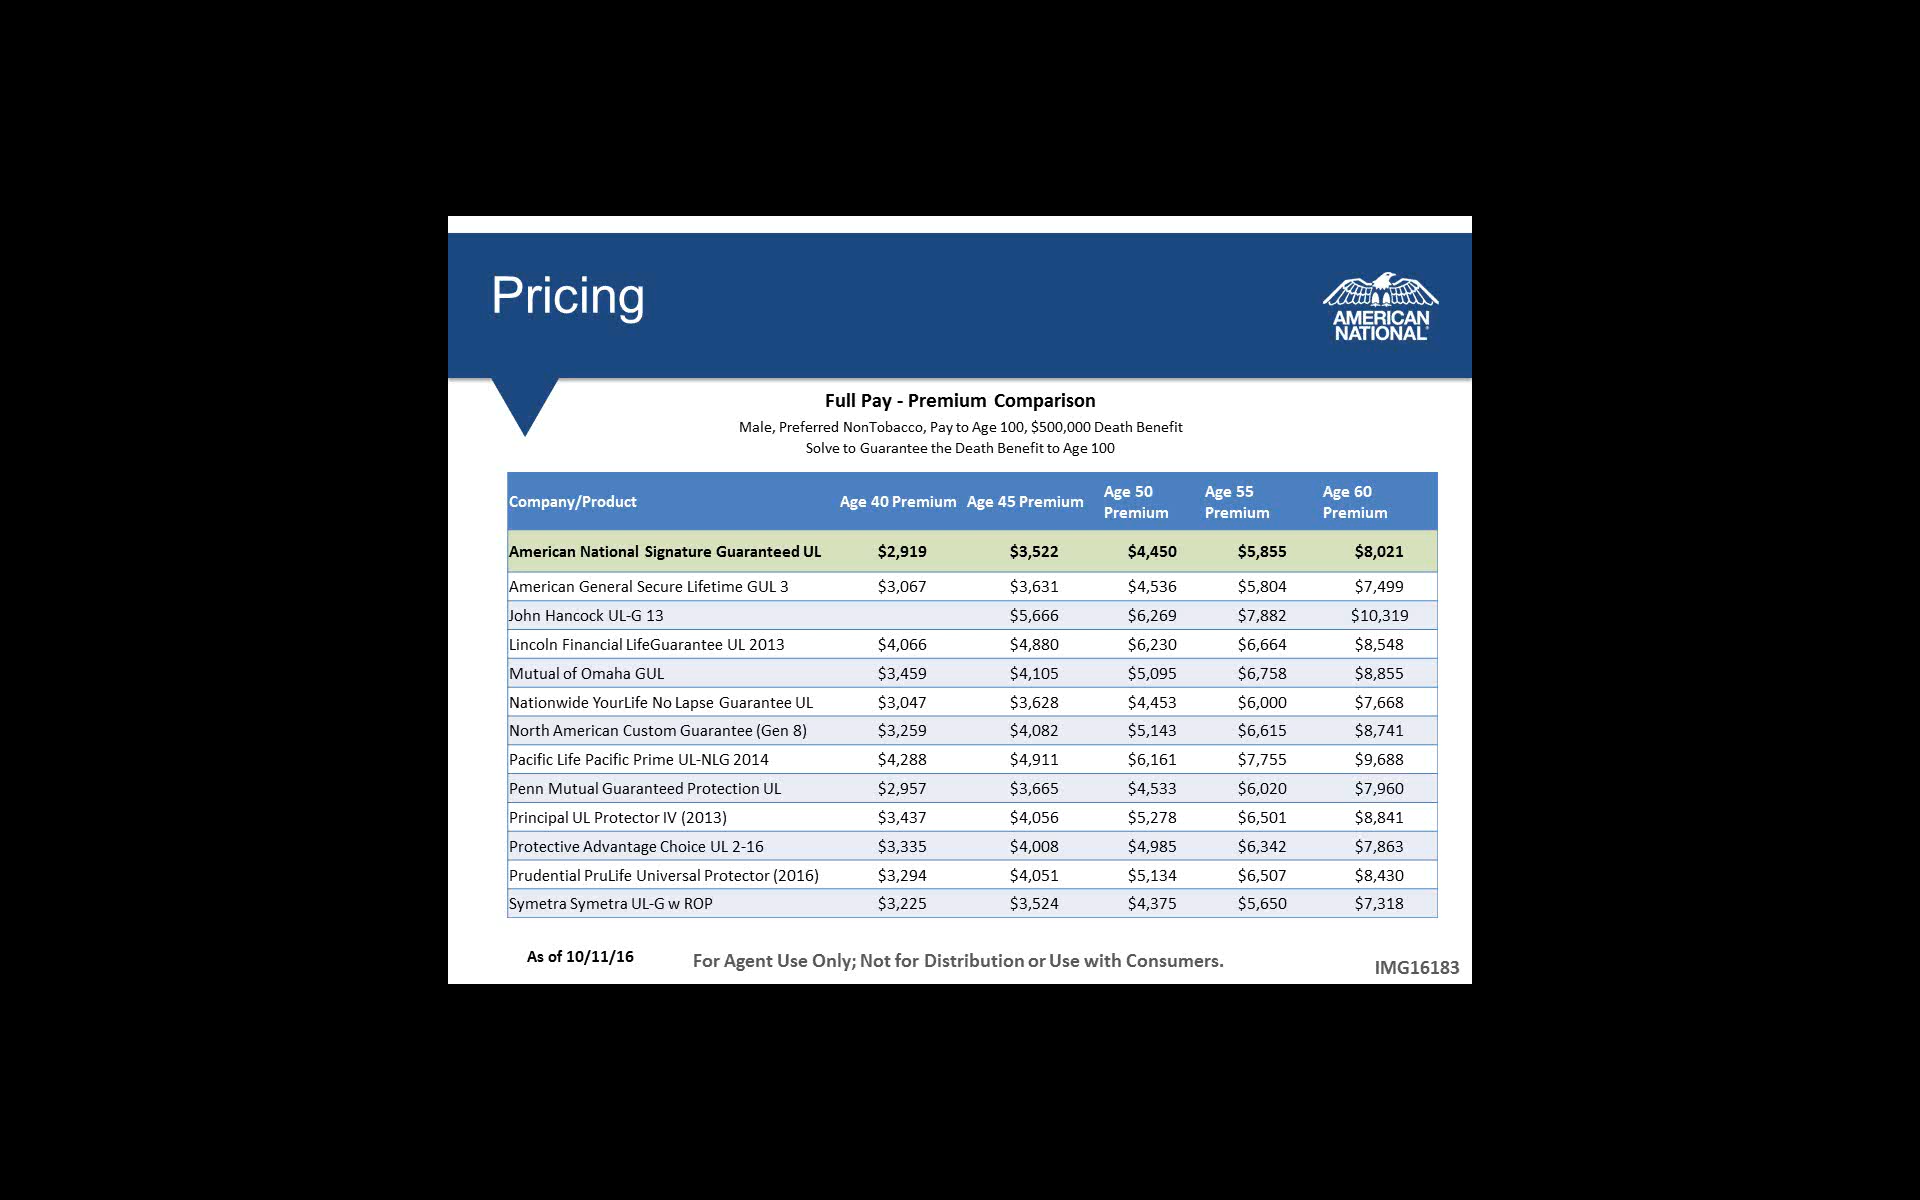 Pricing
AMERICAN
NATIONAL
Full Pay - Premium Comparison
Male, Preferred NonTobacco, Pay to Age 100, $500,000 Death Benefit
Solve to Guarantee the Death Benefit to Age 100
Company/Product Age 40 Premium Age 45 Premium Age 50 Premium Age 55 Premium Age 60 Premium
American National Signature Guaranteed UL $2,919 $3,522 $4,450 $5,855 $8,021
American General Secure Lifetime GUL 3 $3,067 $3,631 $4,536 $5,804 $7,499
John Hancock UL-G 13 $5,666 $6,269 $7,882 $10,319
Lincoln Financial LifeGuarantee UL 2013 $4,066 $4,880 $6,230 $6,664 $8,548
Mutual of Omaha GUL $3,459 $4,105 $5,095 $6,758 $8,855
Nationwide YourLife No Lapse Guarantee UL $3,047 $3,628 $4,453 $6,000 $7,668
North American Custom Guarantee (Gen 8) $3,259 $4,082 $5,143 $6,615 $8,741
Pacific Life Pacific Prime UL-NLG 2014 $4,288 $4,911 $6,161 $7,755 $9,688
Penn Mutual Guaranteed Protection UL $2,957 $3,665 $4,533 $6,020 $7,960
Principal UL Protector IV (2013) $3,437 $4,056 $5,278 $6,501 $8,841
Protective Advantage Choice UL 2-16 $3,335 $4,008 $4,985 $6,342 $7,863
Prudential PruLife Universal Protector (2016) $3,294 $4,051 $5,134 $6,507 $8,430
Symetra Symetra UL-G w ROP $3,225 $3,524 $4,375 $5,650 $7,318
As of 10/11/16
For Agent Use Only; Not for Distribution or Use with Consumers.
IMG16183